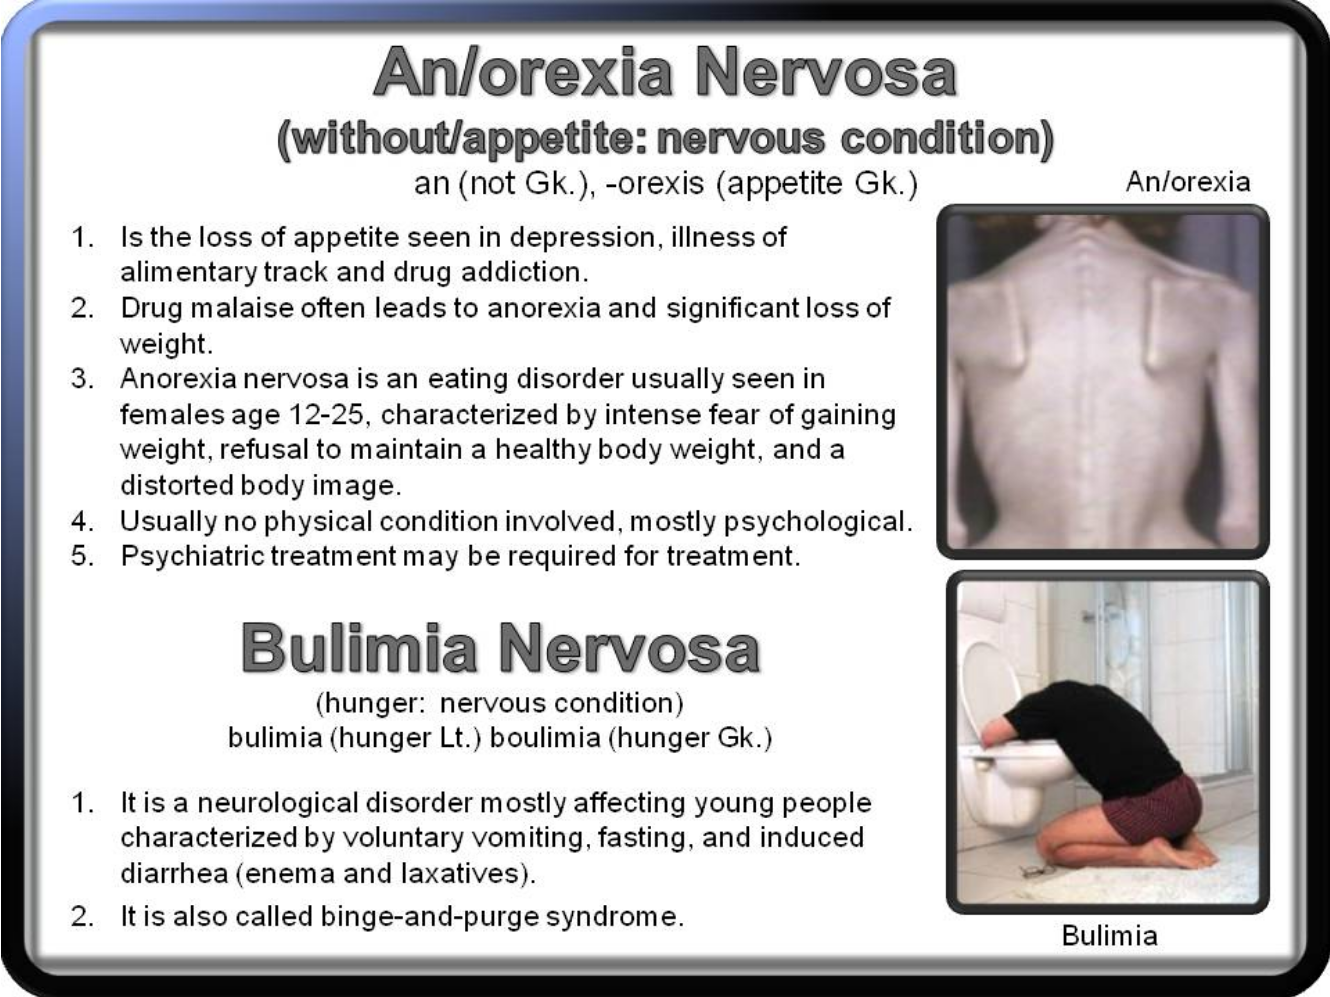 An/orexia Nervosa
(without/appetite: nervous condition)
an (not Gk.), -orexis (appetite Gk.)
An/orexia
1. Is the loss of appetite seen in depression, illness of
alimentary track and drug addiction.
2. Drug malaise often leads to anorexia and significant loss of
weight.
3. Anorexia nervosa is an eating disorder usually seen in
females age 12-25, characterized by intense fear of gaining
weight, refusal to maintain a healthy body weight, and a
distorted body image.
4. Usually no physical condition involved, mostly psychological.
5. Psychiatric treatment may be required for treatment.
Bulimia Nervosa
(hunger: nervous condition)
bulimia (hunger Lt.) boulimia (hunger Gk.)
1. It is a neurological disorder mostly affecting young people
characterized by voluntary vomiting, fasting, and induced
diarrhea (enema and laxatives).
2. It is also called binge-and-purge syndrome.
Bulimia